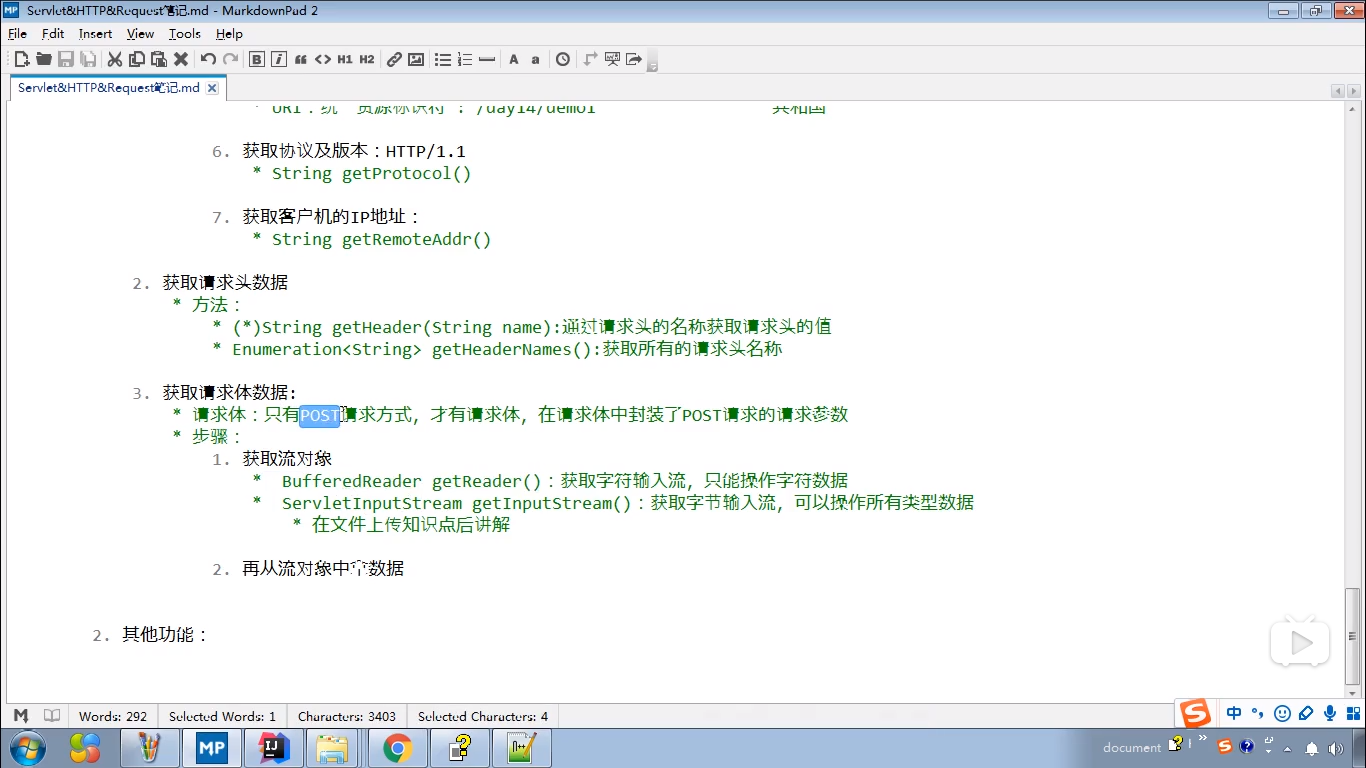 Servlet&HTTP&Request笔记.md - MarkdownPad 2
File Edit Insert View Tools Help
B i “ <> H1 H2 A a
Servlet&HTTP&Request笔记.md
* URI：统一资源标识符 : /day14/demo1 共和国
6. 获取协议及版本：HTTP/1.1
* String getProtocol()
7. 获取客户机的IP地址：
* String getRemoteAddr()
2. 获取请求头数据
* 方法：
* (*)String getHeader(String name):通过请求头的名称获取请求头的值
* Enumeration<String> getHeaderNames():获取所有的请求头名称
3. 获取请求体数据:
* 请求体：只有POST请求方式，才有请求体，在请求体中封装了POST请求的请求参数
* 步骤：
1. 获取流对象
* BufferedReader getReader()：获取字符输入流，只能操作字符数据
* ServletInputStream getInputStream()：获取字节输入流，可以操作所有类型数据
* 在文件上传知识点后讲解
2. 再从流对象中拿数据
2. 其他功能：
Words: 292 Selected Words: 1 Characters: 3403 Selected Characters: 4
中
MP
document